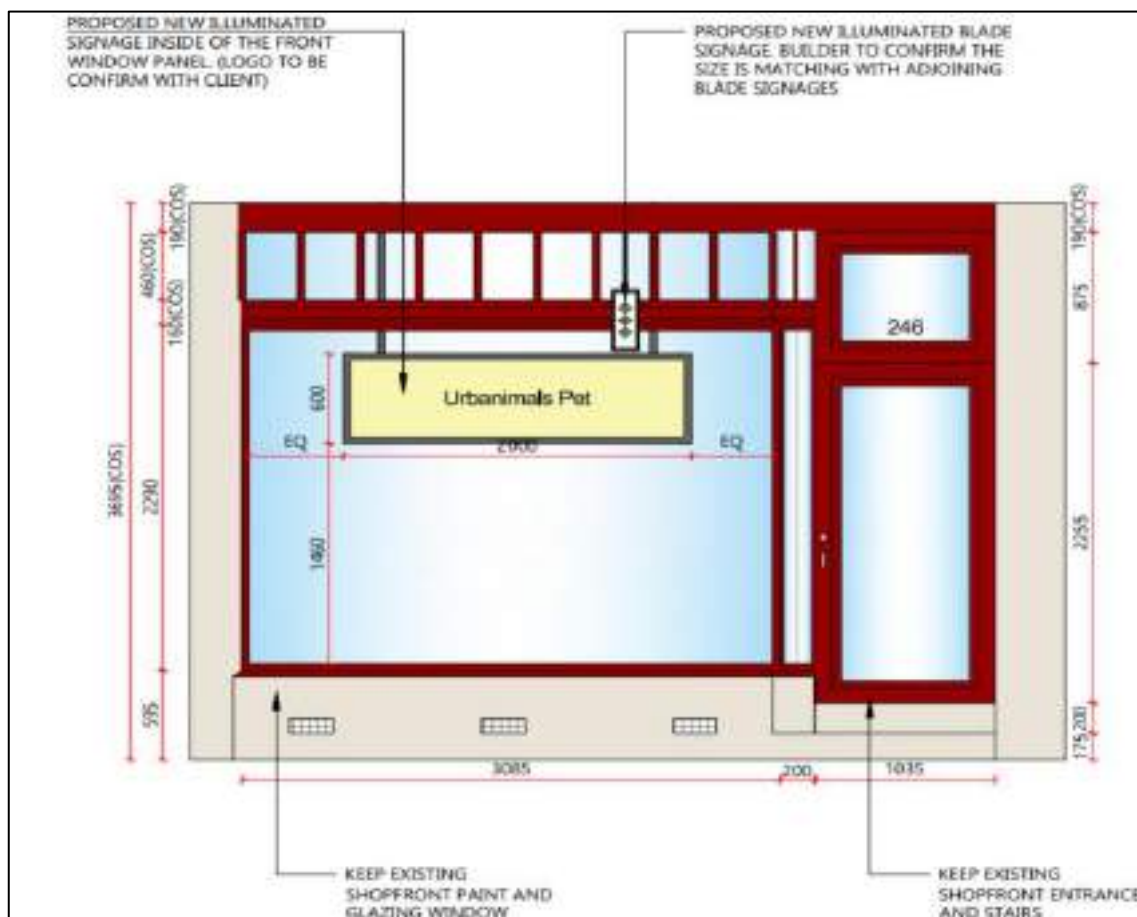 PROPOSED NEW ILLUMINATED
SIGNAGE INSIDE OF THE FRONT
WINDOW PANEL. (LOGO TO BE
CONFIRM WITH CLIENT)
PROPOSED NEW ILLUMINATED BLADE
SIGNAGE. BUILDER TO CONFIRM THE
SIZE IS MATCHING WITH ADJOINING
BLADE SIGNAGES
190(COS)
460(COS)
160(COS)
3695(COS)
2290
595
190(COS)
875
2255
200
175
246
Urbanimals Pet
600
EQ
2000
EQ
1460
3085
200
1035
KEEP EXISTING
SHOPFRONT PAINT AND
GLAZING WINDOW
KEEP EXISTING
SHOPFRONT ENTRANCE
AND STAIRS